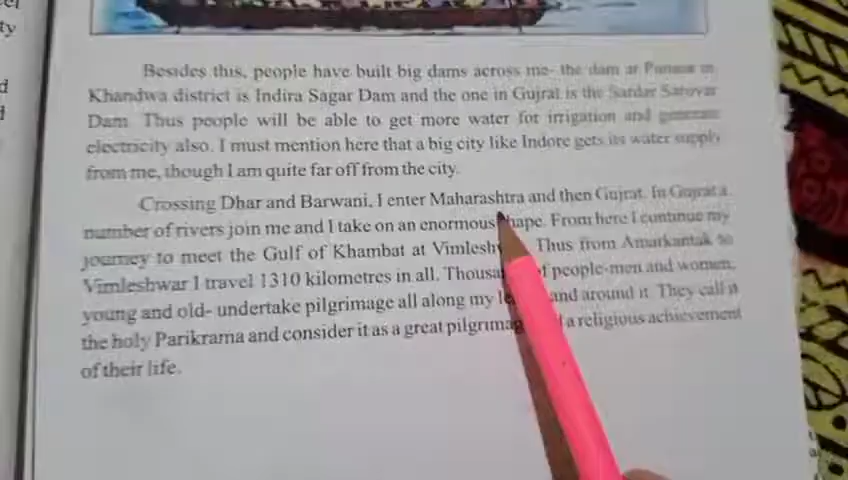 Besides this, people have built big dams across me- the dam at Punasa in
Khandwa district is Indira Sagar Dam and the one in Gujrat is the Sardar Sarovar
Dam. Thus people will be able to get more water for irrigation and generate
electricity also. I must mention here that a big city like Indore gets its water supply
from me, though I am quite far off from the city.
Crossing Dhar and Barwani, I enter Maharashtra and then Gujrat. In Gujrat a
number of rivers join me and I take on an enormous hape. From here I continue my
journey to meet the Gulf of Khambat at Vimlesh Thus from Amarkantak to
Vimleshwar I travel 1310 kilometres in all. Thousa f people-men and women,
young and old- undertake pilgrimage all along my le and around it. They call it
the holy Parikrama and consider it as a great pilgrimag a religious achievement
of their life.